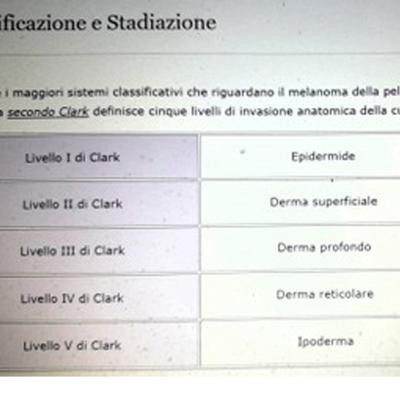 ificazione e Stadiazione
i maggiori sistemi classificativi che riguardano il melanoma della pel
secondo Clark definisce cinque livelli di invasione anatomica della cu
Livello I di Clark Epidermide
Livello II di Clark Derma superficiale
Livello III di Clark Derma profondo
Livello IV di Clark Derma reticolare
Livello V di Clark Ipoderma